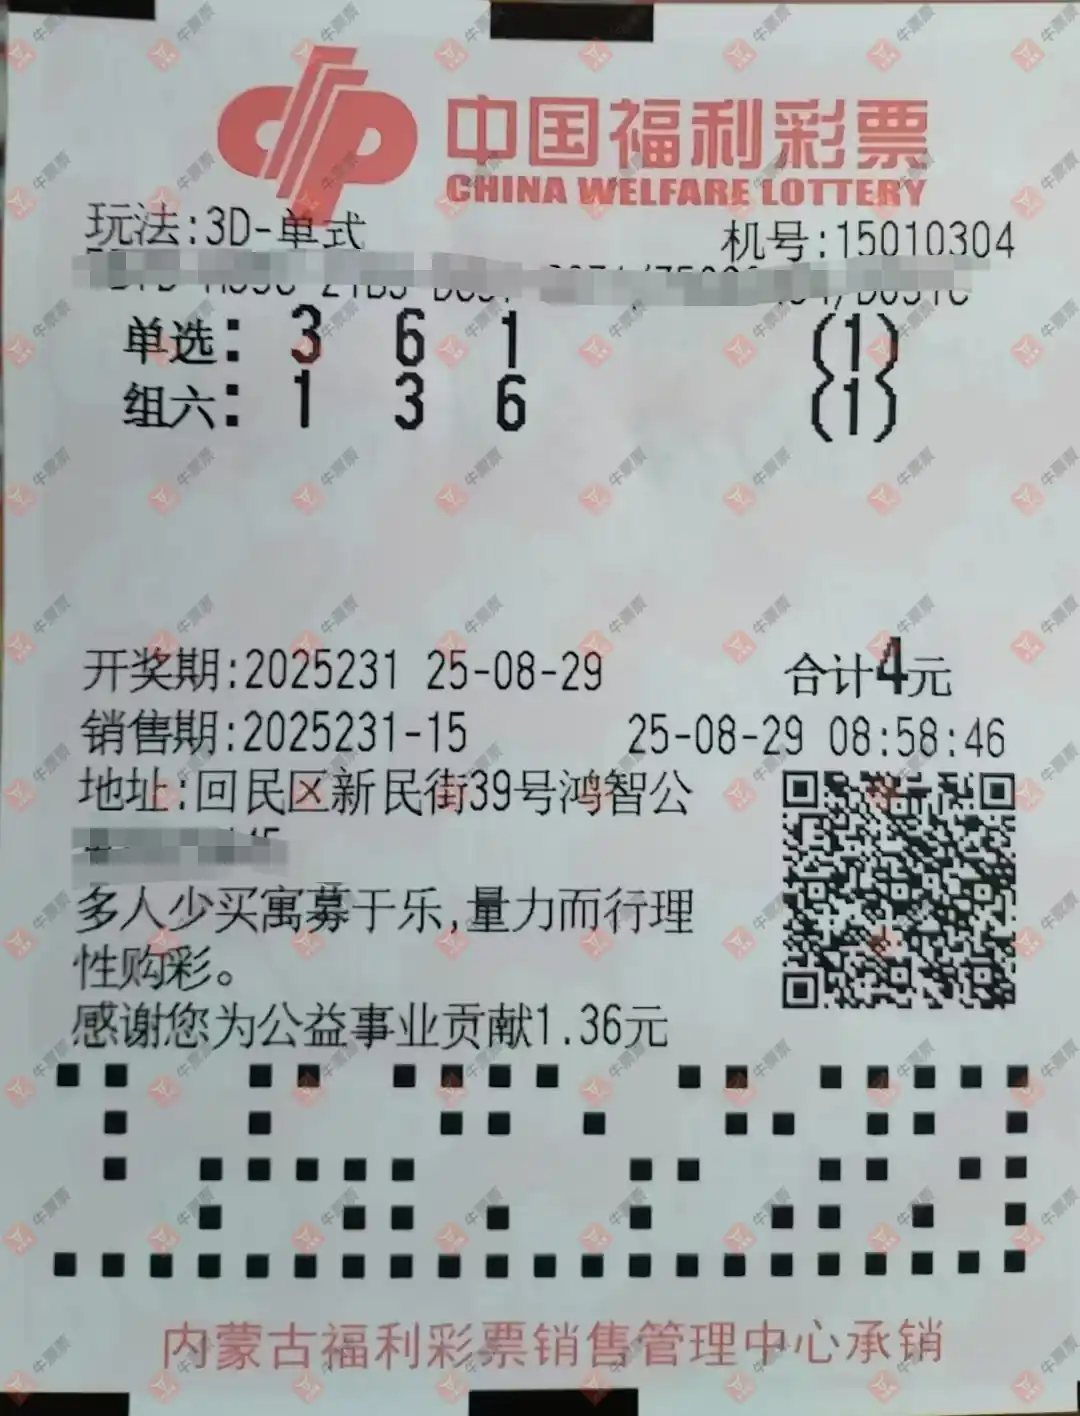 中国福利彩票
CHINA WELFARE LOTTERY
玩法:3D-单式
机号:15010304
单选: 3 6 1 (1)
组六: 1 3 6 (1)
开奖期:2025231 25-08-29 合计4元
销售期:2025231-15 25-08-29 08:58:46
地址:回民区新民街39号鸿智公
多人少买寓募于乐,量力而行理
性购彩。
感谢您为公益事业贡献1.36元
内蒙古福利彩票销售管理中心承销
牛票票